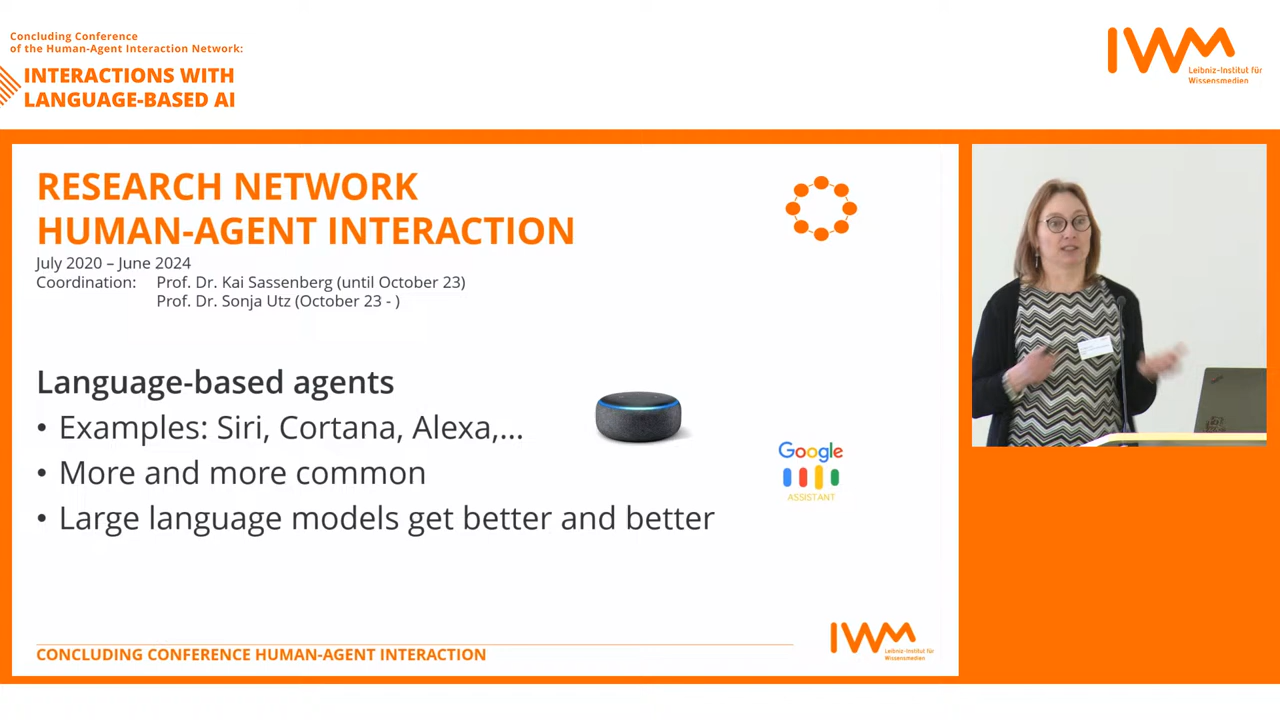 Concluding Conference
of the Human-Agent Interaction Network:
INTERACTIONS WITH
LANGUAGE-BASED AI
IWM
Leibniz-Institut für
Wissensmedien
RESEARCH NETWORK
HUMAN-AGENT INTERACTION
July 2020 – June 2024
Coordination: Prof. Dr. Kai Sassenberg (until October 23)
Prof. Dr. Sonja Utz (October 23 - )
Language-based agents
• Examples: Siri, Cortana, Alexa,...
• More and more common
• Large language models get better and better
Google
ASSISTANT
CONCLUDING CONFERENCE HUMAN-AGENT INTERACTION
IWM
Leibniz-Institut für
Wissensmedien